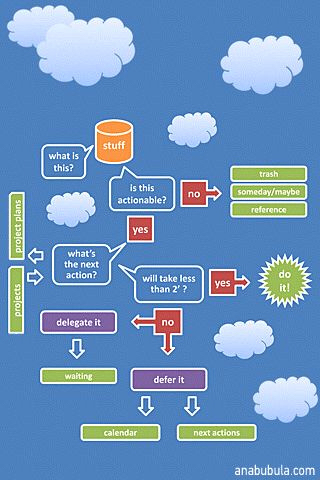 stuff
what is
this?
is this
actionable?
no
trash
someday/maybe
reference
yes
project plans
what's
the next
action?
projects
will take less
than 2' ?
yes
do
it!
delegate it
no
waiting
defer it
calendar
next actions
anabubula.com